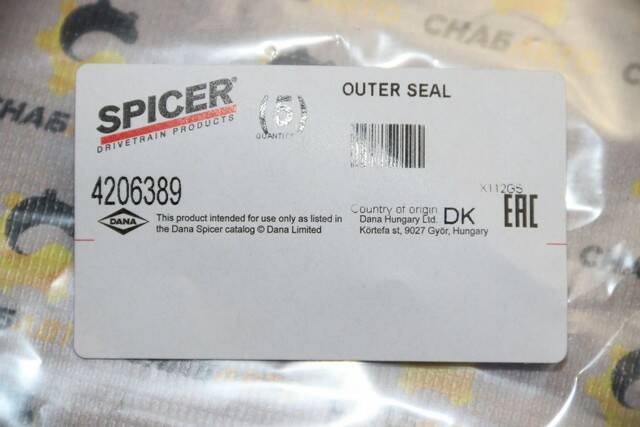 СНАБ
SPICER®
DRIVETRAIN PRODUCTS
(5)
QUANTITY
OUTER SEAL
4206389
X112GS
DANA
This product intended for use only as listed in
the Dana Spicer catalog © Dana Limited
Country of origin DK
Dana Hungary Ltd.
Körtefa st, 9027 Győr, Hungary
EAC
СНАБ